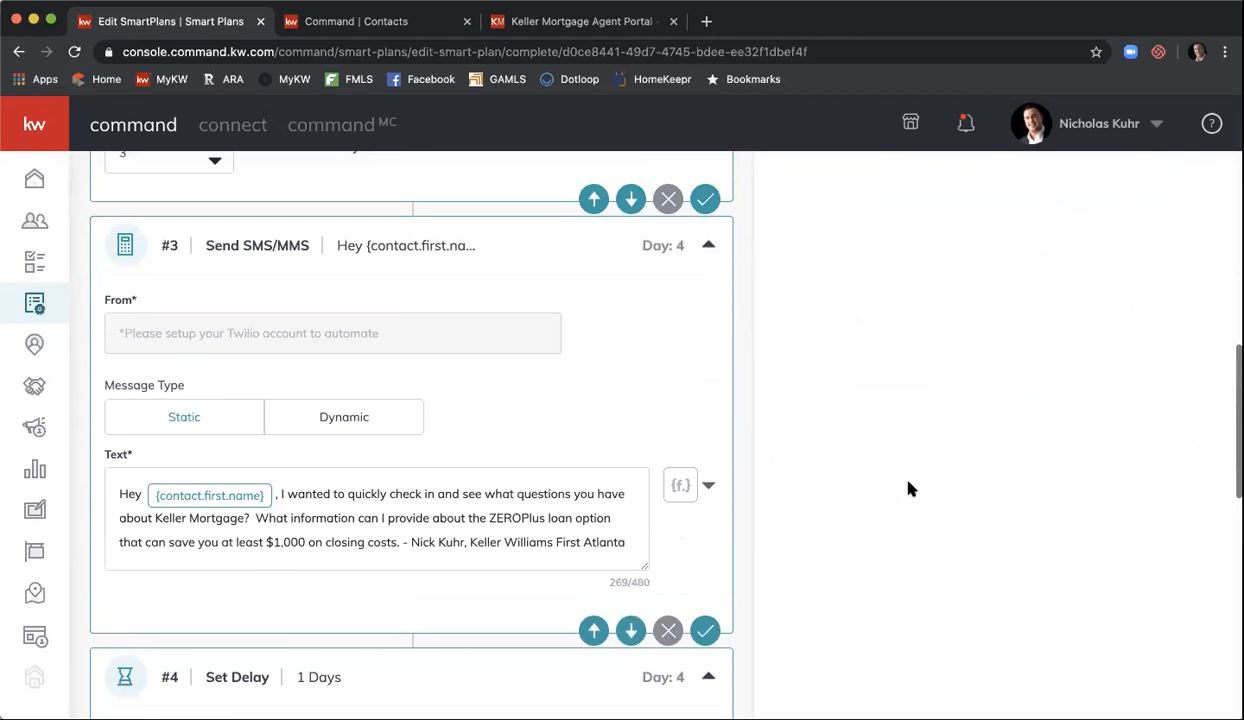 Edit SmartPlans | Smart Plans
Command | Contacts
Keller Mortgage Agent Portal -
console.command.kw.com/command/smart-plans/edit-smart-plan/complete/d0ce8441-49d7-4745-bdee-ee32f1dbef4f
Apps Home MyKW ARA MyKW FMLS Facebook GAMLS Dotloop HomeKeepr Bookmarks
kw command connect command MC Nicholas Kuhr
3
#3 Send SMS/MMS Hey {contact.first.na... Day: 4
From*
*Please setup your Twilio account to automate
Message Type
Static Dynamic
Text*
Hey {contact.first.name} , I wanted to quickly check in and see what questions you have
about Keller Mortgage? What information can I provide about the ZEROPlus loan option
that can save you at least $1,000 on closing costs. - Nick Kuhr, Keller Williams First Atlanta
{f.}
269/480
#4 Set Delay 1 Days Day: 4